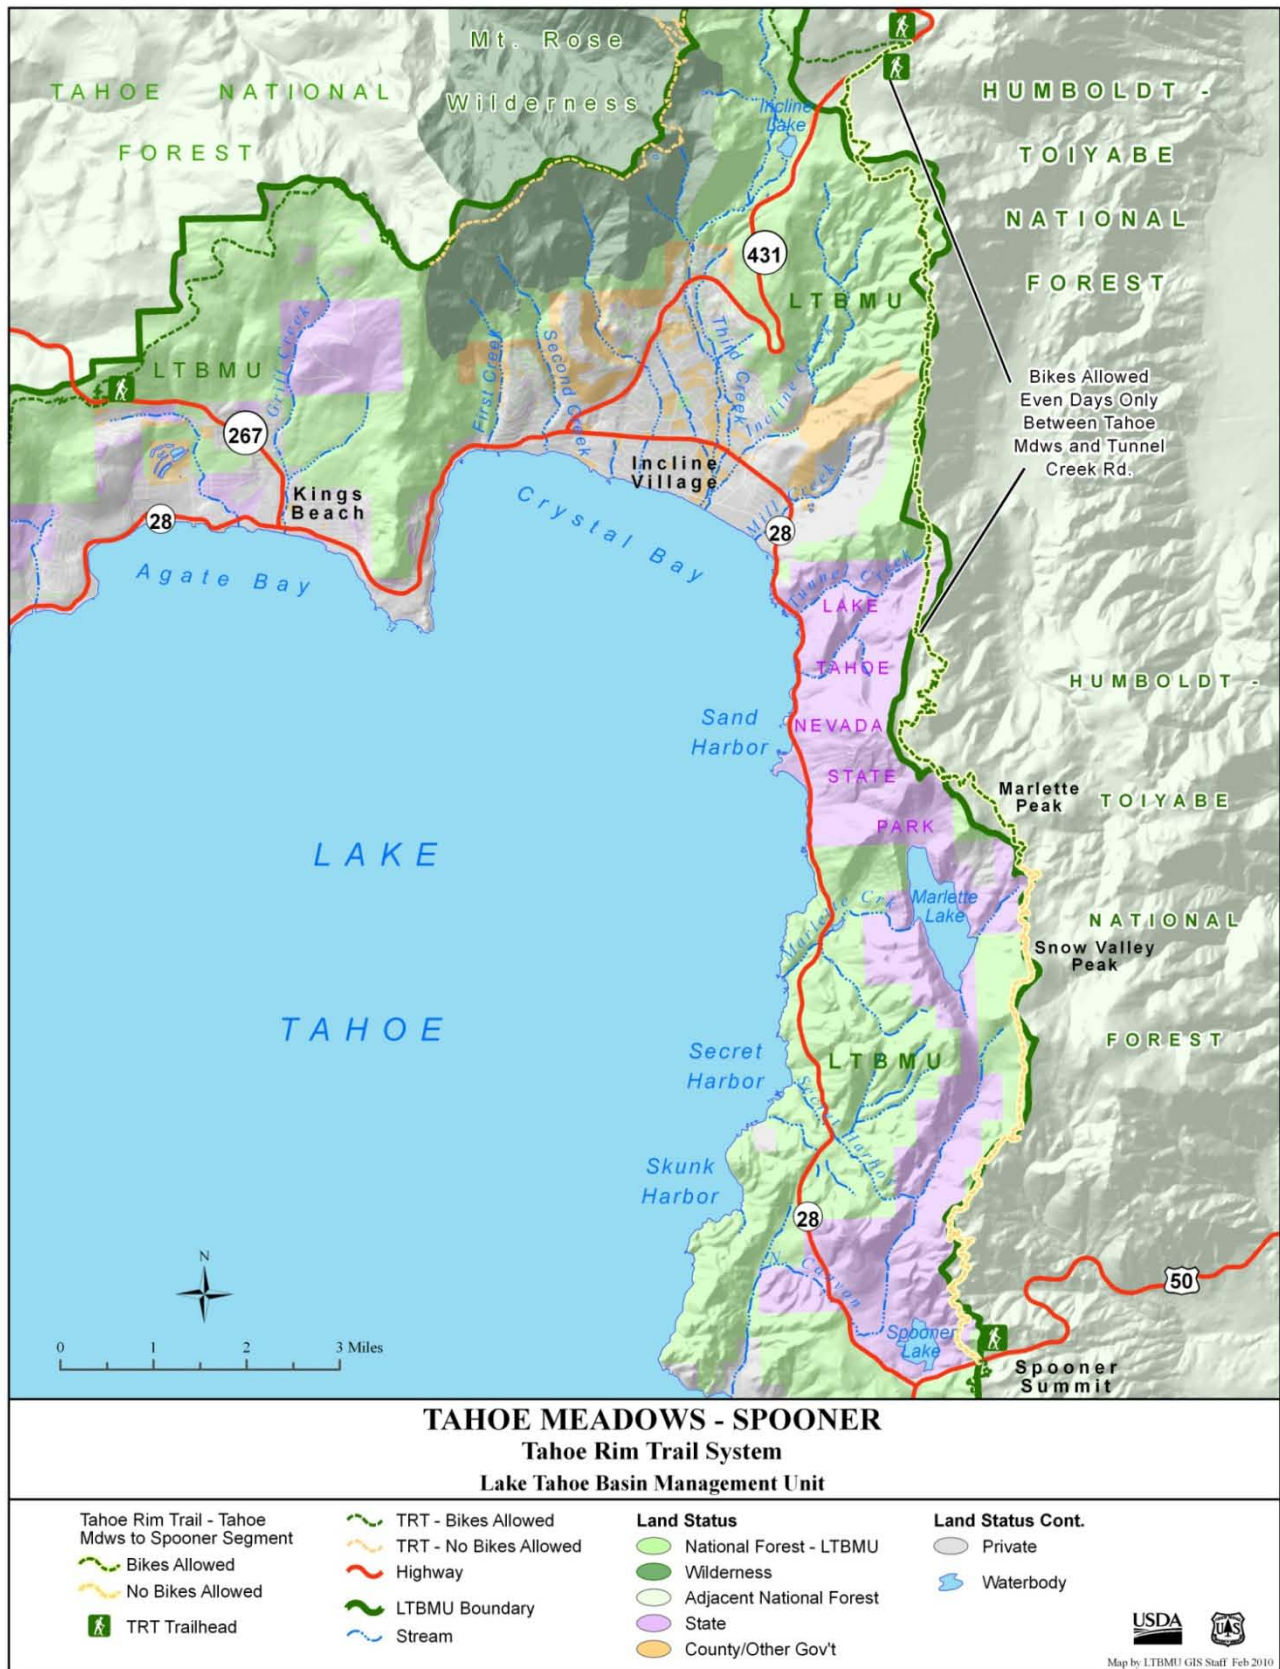 Mt. Rose
Wilderness
TAHOE NATIONAL
FOREST
Incline
Lake
HUMBOLDT -
TOIYABE
NATIONAL
FOREST
431
LTBMU
LTBMU
Griff Creek
First Creek
Second Creek
Third Creek
Incline Creek
Bikes Allowed
Even Days Only
Between Tahoe
Mdws and Tunnel
Creek Rd.
267
Incline
Village
Kings
Beach
28
Crystal Bay
Mill Creek
28
Agate Bay
Tunnel Creek
LAKE
TAHOE
NEVADA
STATE
PARK
HUMBOLDT -
Sand
Harbor
Marlette
Peak
TOIYABE
LAKE
TAHOE
Marlette Crk
Marlette
Lake
NATIONAL
Snow Valley
Peak
FOREST
Secret
Harbor
LTBMU
Secret Harbor
Skunk
Harbor
28
N. Canyon
50
N
0 1 2 3 Miles
Spooner
Lake
Spooner
Summit
TAHOE MEADOWS - SPOONER
Tahoe Rim Trail System
Lake Tahoe Basin Management Unit
Tahoe Rim Trail - Tahoe
Mdws to Spooner Segment
Bikes Allowed
No Bikes Allowed
TRT Trailhead
TRT - Bikes Allowed
TRT - No Bikes Allowed
Highway
LTBMU Boundary
Stream
Land Status
National Forest - LTBMU
Wilderness
Adjacent National Forest
State
County/Other Gov't
Land Status Cont.
Private
Waterbody
USDA
U S
Map by LTBMU GIS Staff Feb 2010